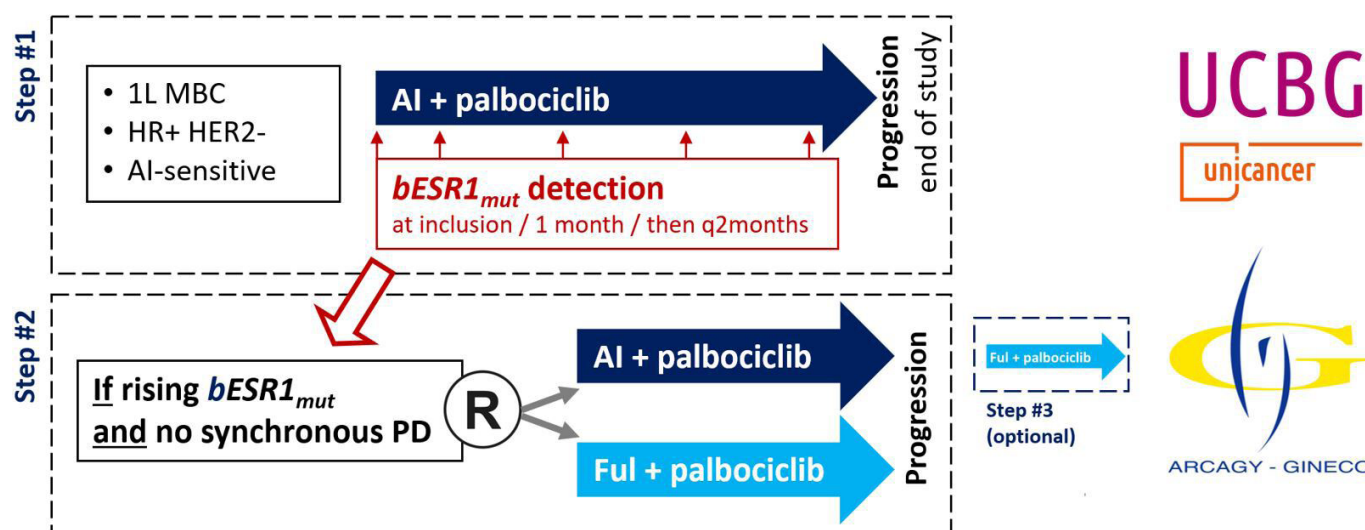 Step #1
• 1L MBC
• HR+ HER2-
• AI-sensitive
AI + palbociclib
bESR1mut detection
at inclusion / 1 month / then q2months
Progression
end of study
Step #2
If rising bESR1mut
and no synchronous PD
R
AI + palbociclib
Ful + palbociclib
Progression
Ful + palbociclib
Step #3
(optional)
UCBG
unicancer
G
ARCAGY - GINECO